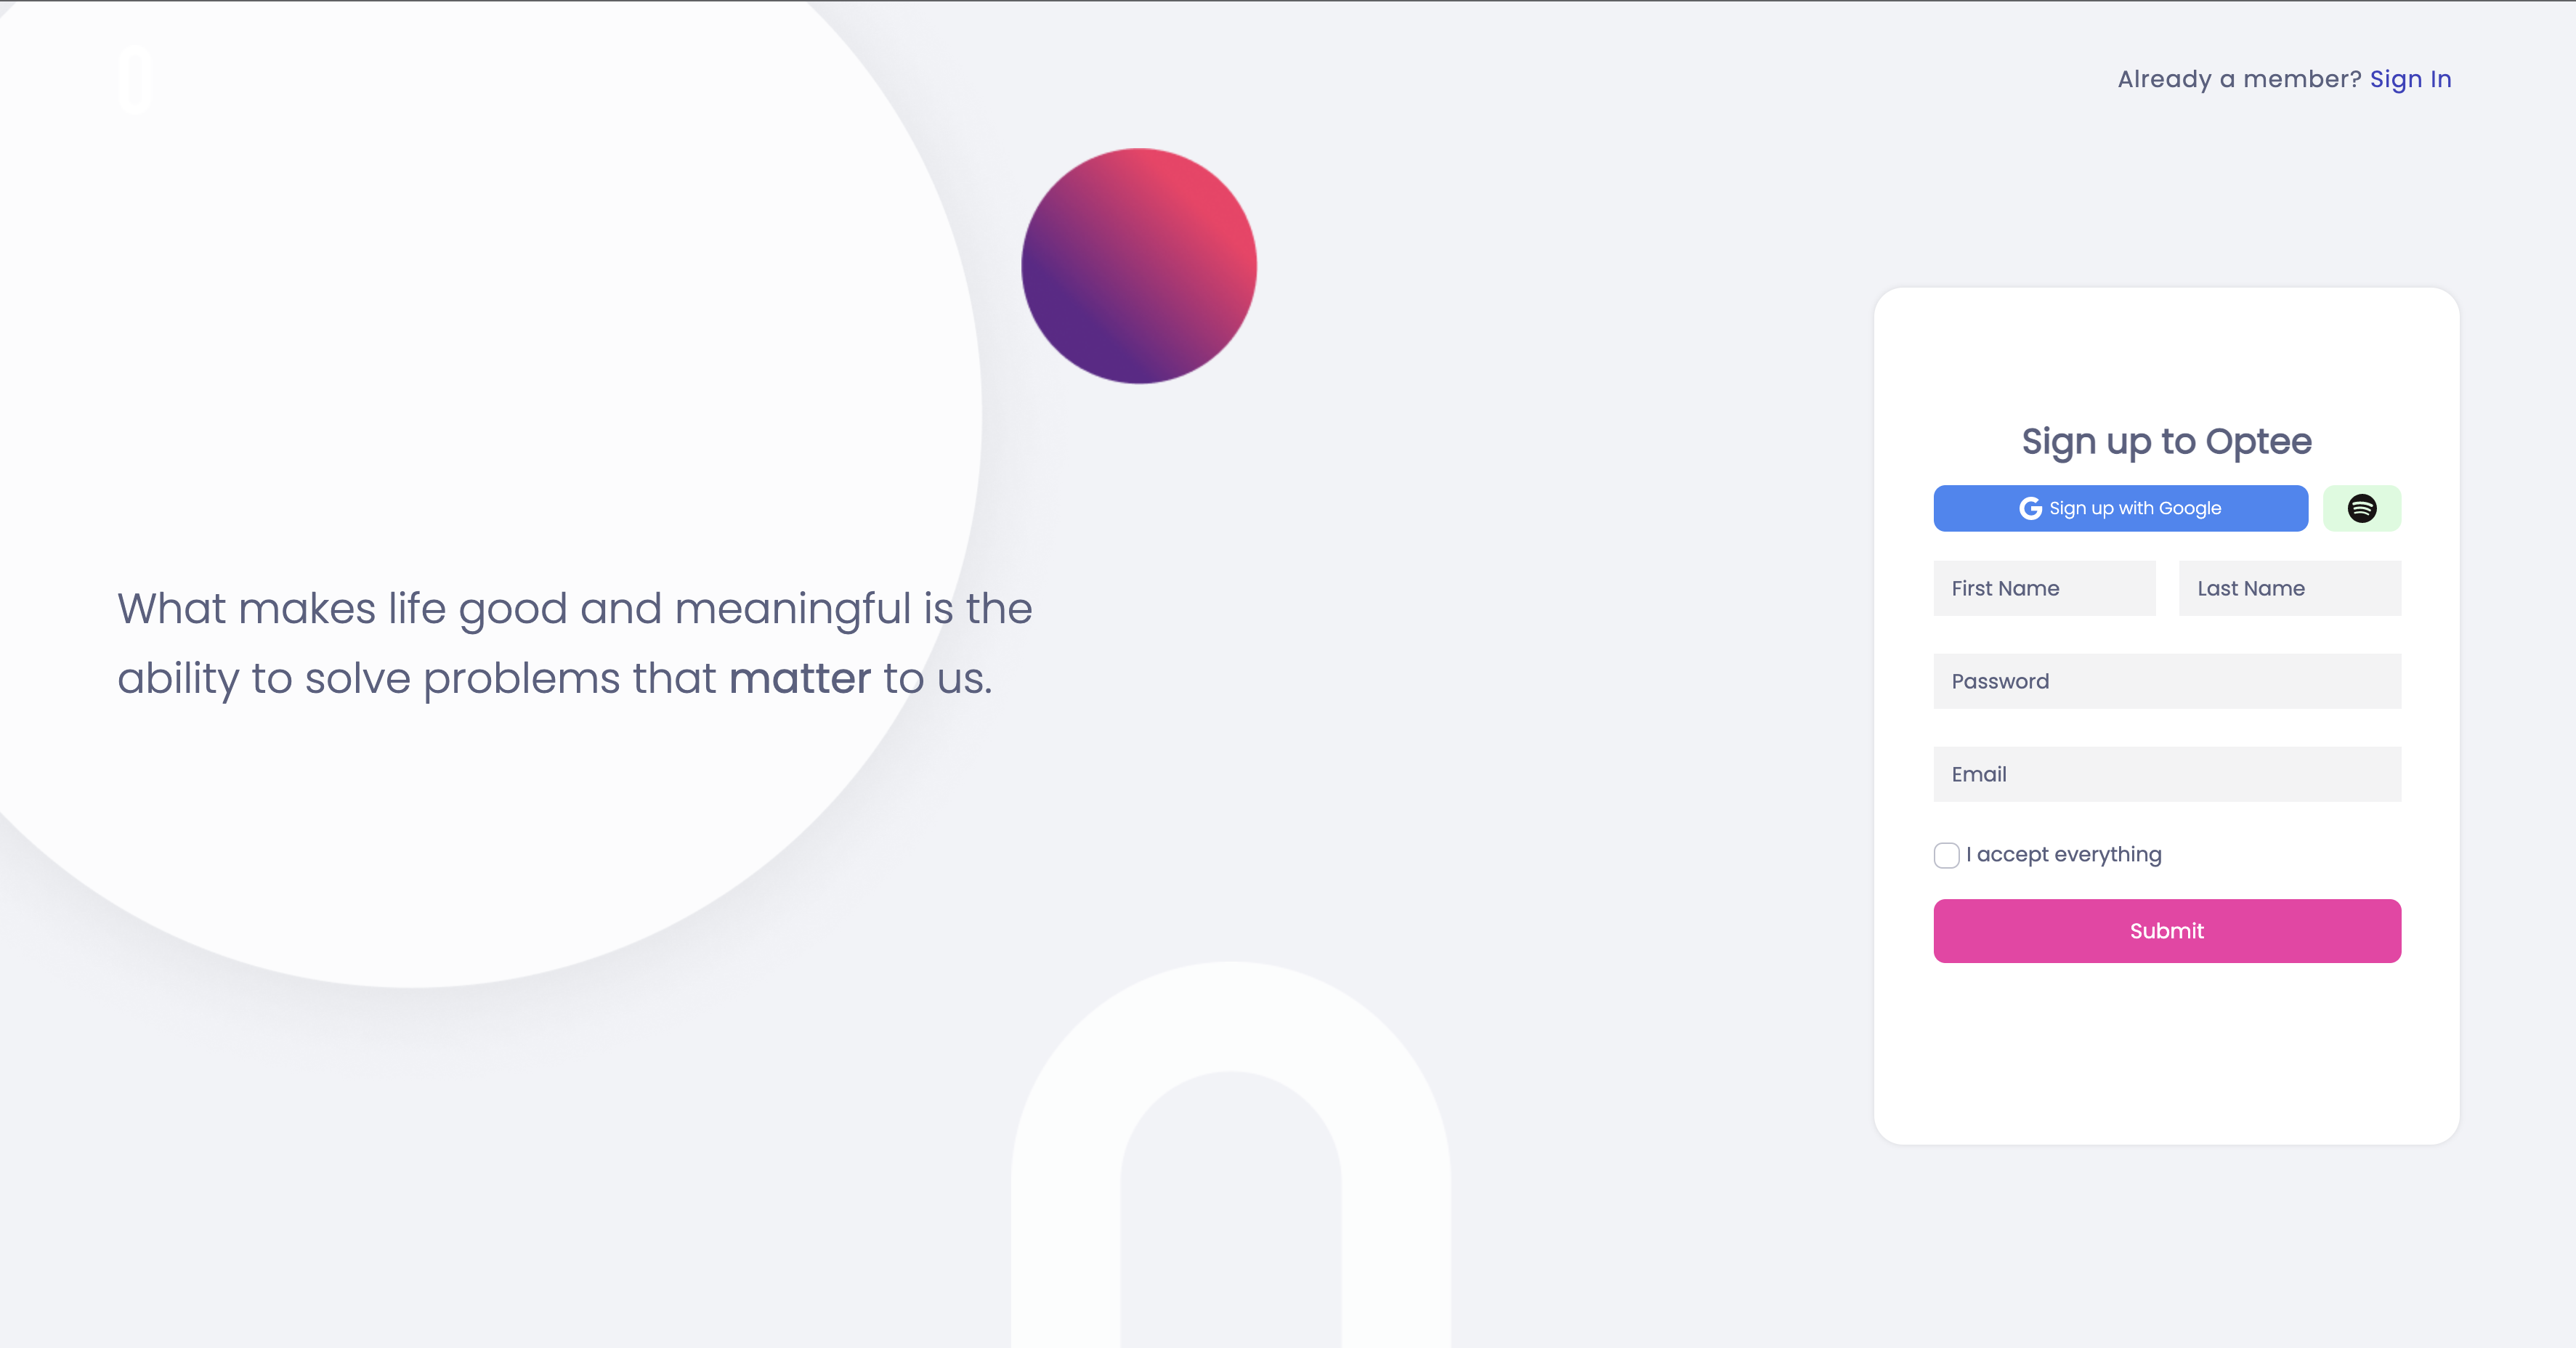 Already a member? Sign In
What makes life good and meaningful is the
ability to solve problems that matter to us.
Sign up to Optee
G Sign up with Google
First Name
Last Name
Password
Email
I accept everything
Submit